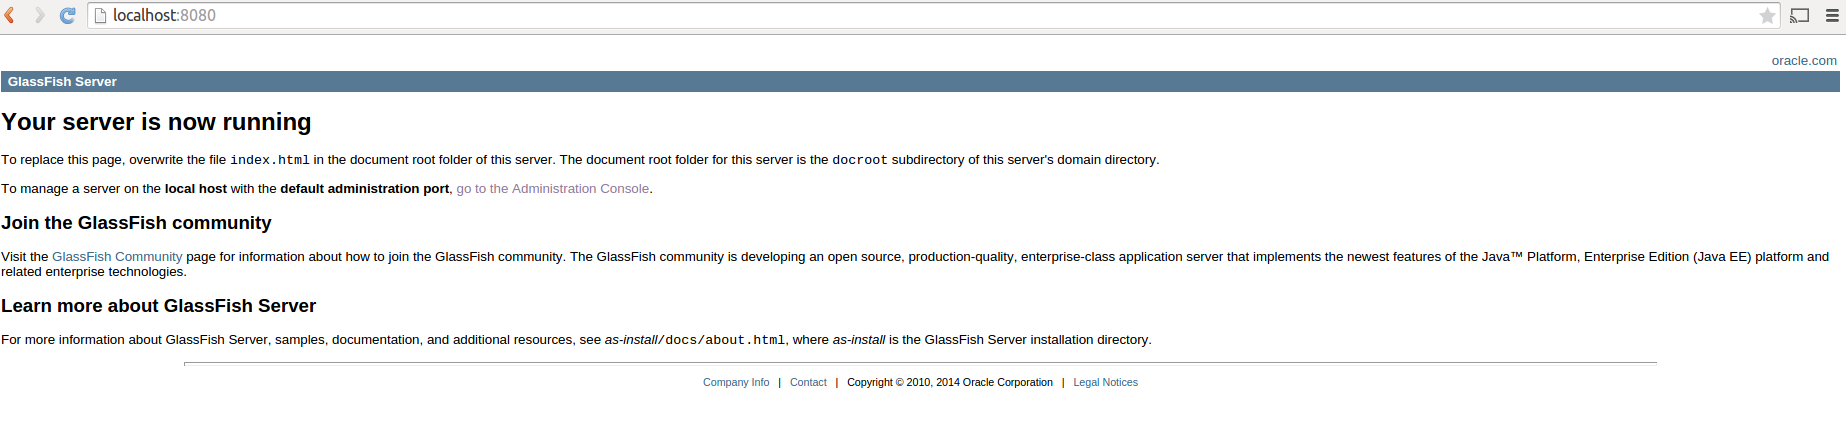 localhost:8080
oracle.com
GlassFish Server
Your server is now running
To replace this page, overwrite the file index.html in the document root folder of this server. The document root folder for this server is the docroot subdirectory of this server's domain directory.
To manage a server on the local host with the default administration port, go to the Administration Console.
Join the GlassFish community
Visit the GlassFish Community page for information about how to join the GlassFish community. The GlassFish community is developing an open source, production-quality, enterprise-class application server that implements the newest features of the Java™ Platform, Enterprise Edition (Java EE) platform and
related enterprise technologies.
Learn more about GlassFish Server
For more information about GlassFish Server, samples, documentation, and additional resources, see as-install/docs/about.html, where as-install is the GlassFish Server installation directory.
Company Info | Contact | Copyright © 2010, 2014 Oracle Corporation | Legal Notices